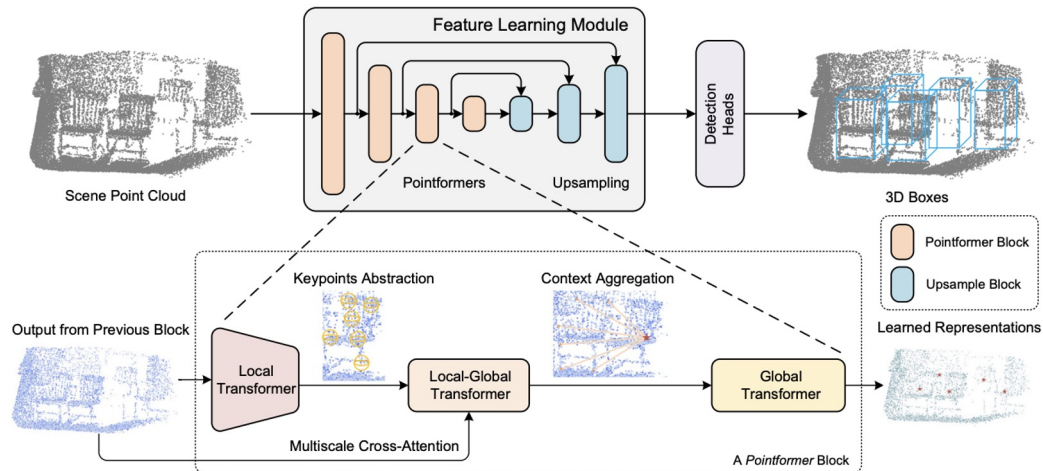 Feature Learning Module
Scene Point Cloud
Pointformers
Upsampling
Detection
Heads
3D Boxes
Pointformer Block
Upsample Block
Output from Previous Block
Local
Transformer
Keypoints Abstraction
Local-Global
Transformer
Context Aggregation
Global
Transformer
Learned Representations
Multiscale Cross-Attention
A Pointformer Block